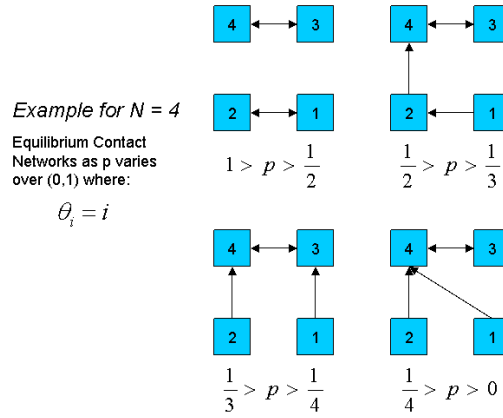 4 3 4 3
Example for N = 4
2 1 2 1
Equilibrium Contact
Networks as p varies
over (0,1) where:
1 > p > 1/2
1/2 > p > 1/3
θ_i = i
4 3 4 3
2 1 2 1
1/3 > p > 1/4
1/4 > p > 0